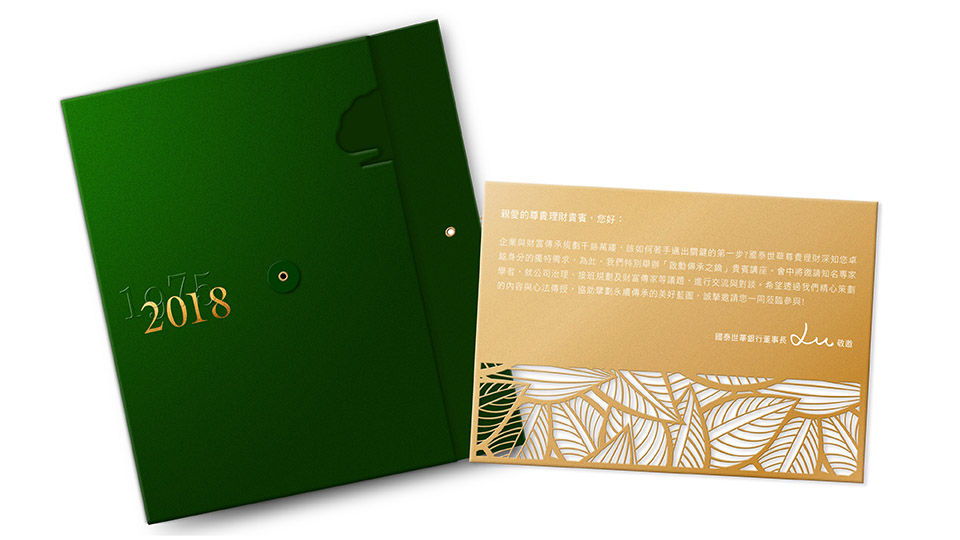 1975
2018
親愛的尊貴理財貴賓，您好：
企業與財富傳承規劃千絲萬縷，該如何著手邁出關鍵的第一步?國泰世華尊貴理財深知您卓
越身分的獨特需求，為此，我們特別舉辦「啟動傳承之鑰」貴賓講座。會中將邀請知名專家
學者，就公司治理、接班規劃及財富傳家等議題，進行交流與對談。希望透過我們精心策劃
的內容與心法傳授，協助擘劃永續傳承的美好藍圖，誠摯邀請您一同蒞臨參與!
國泰世華銀行董事長 Lu 敬邀